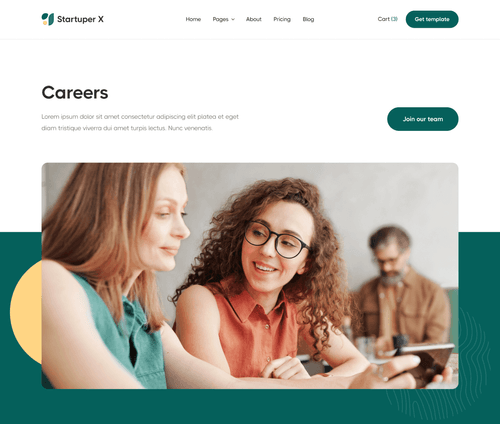 Startuper X
Home Pages About Pricing Blog
Cart (3)
Get template
Careers
Lorem ipsum dolor sit amet consectetur adipiscing elit platea et eget
diam tristique viverra dui amet turpis lectus. Nunc venenatis
Join our team